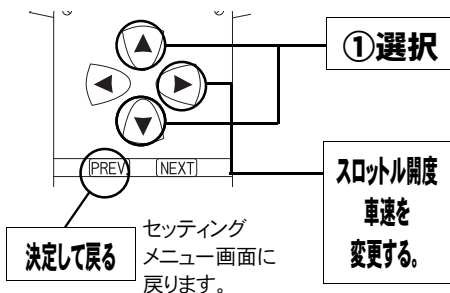 ①選択
[PREV]
[NEXT]
スロットル開度
車速を
変更する。
決定して戻る
セッティング
メニュー画面に
戻ります。